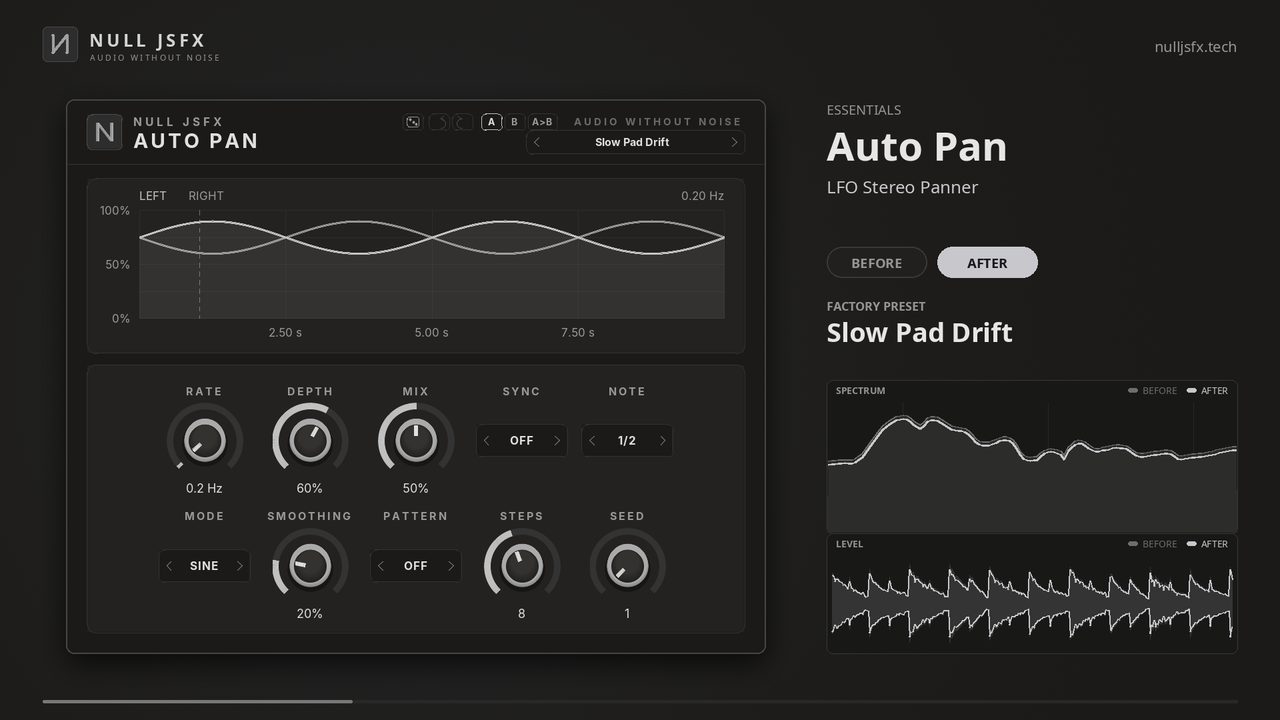 NULL JSFX
AUDIO WITHOUT NOISE
nulljsfx.tech
N
NULL JSFX
AUTO PAN
A B A>B
AUDIO WITHOUT NOISE
Slow Pad Drift
LEFT RIGHT 0.20 Hz
100%
50%
0%
2.50 s 5.00 s 7.50 s
RATE DEPTH MIX SYNC NOTE
OFF 1/2
0.2 Hz 60% 50%
MODE SMOOTHING PATTERN STEPS SEED
SINE OFF
20% 8 1
ESSENTIALS
Auto Pan
LFO Stereo Panner
BEFORE AFTER
FACTORY PRESET
Slow Pad Drift
SPECTRUM BEFORE AFTER
LEVEL BEFORE AFTER